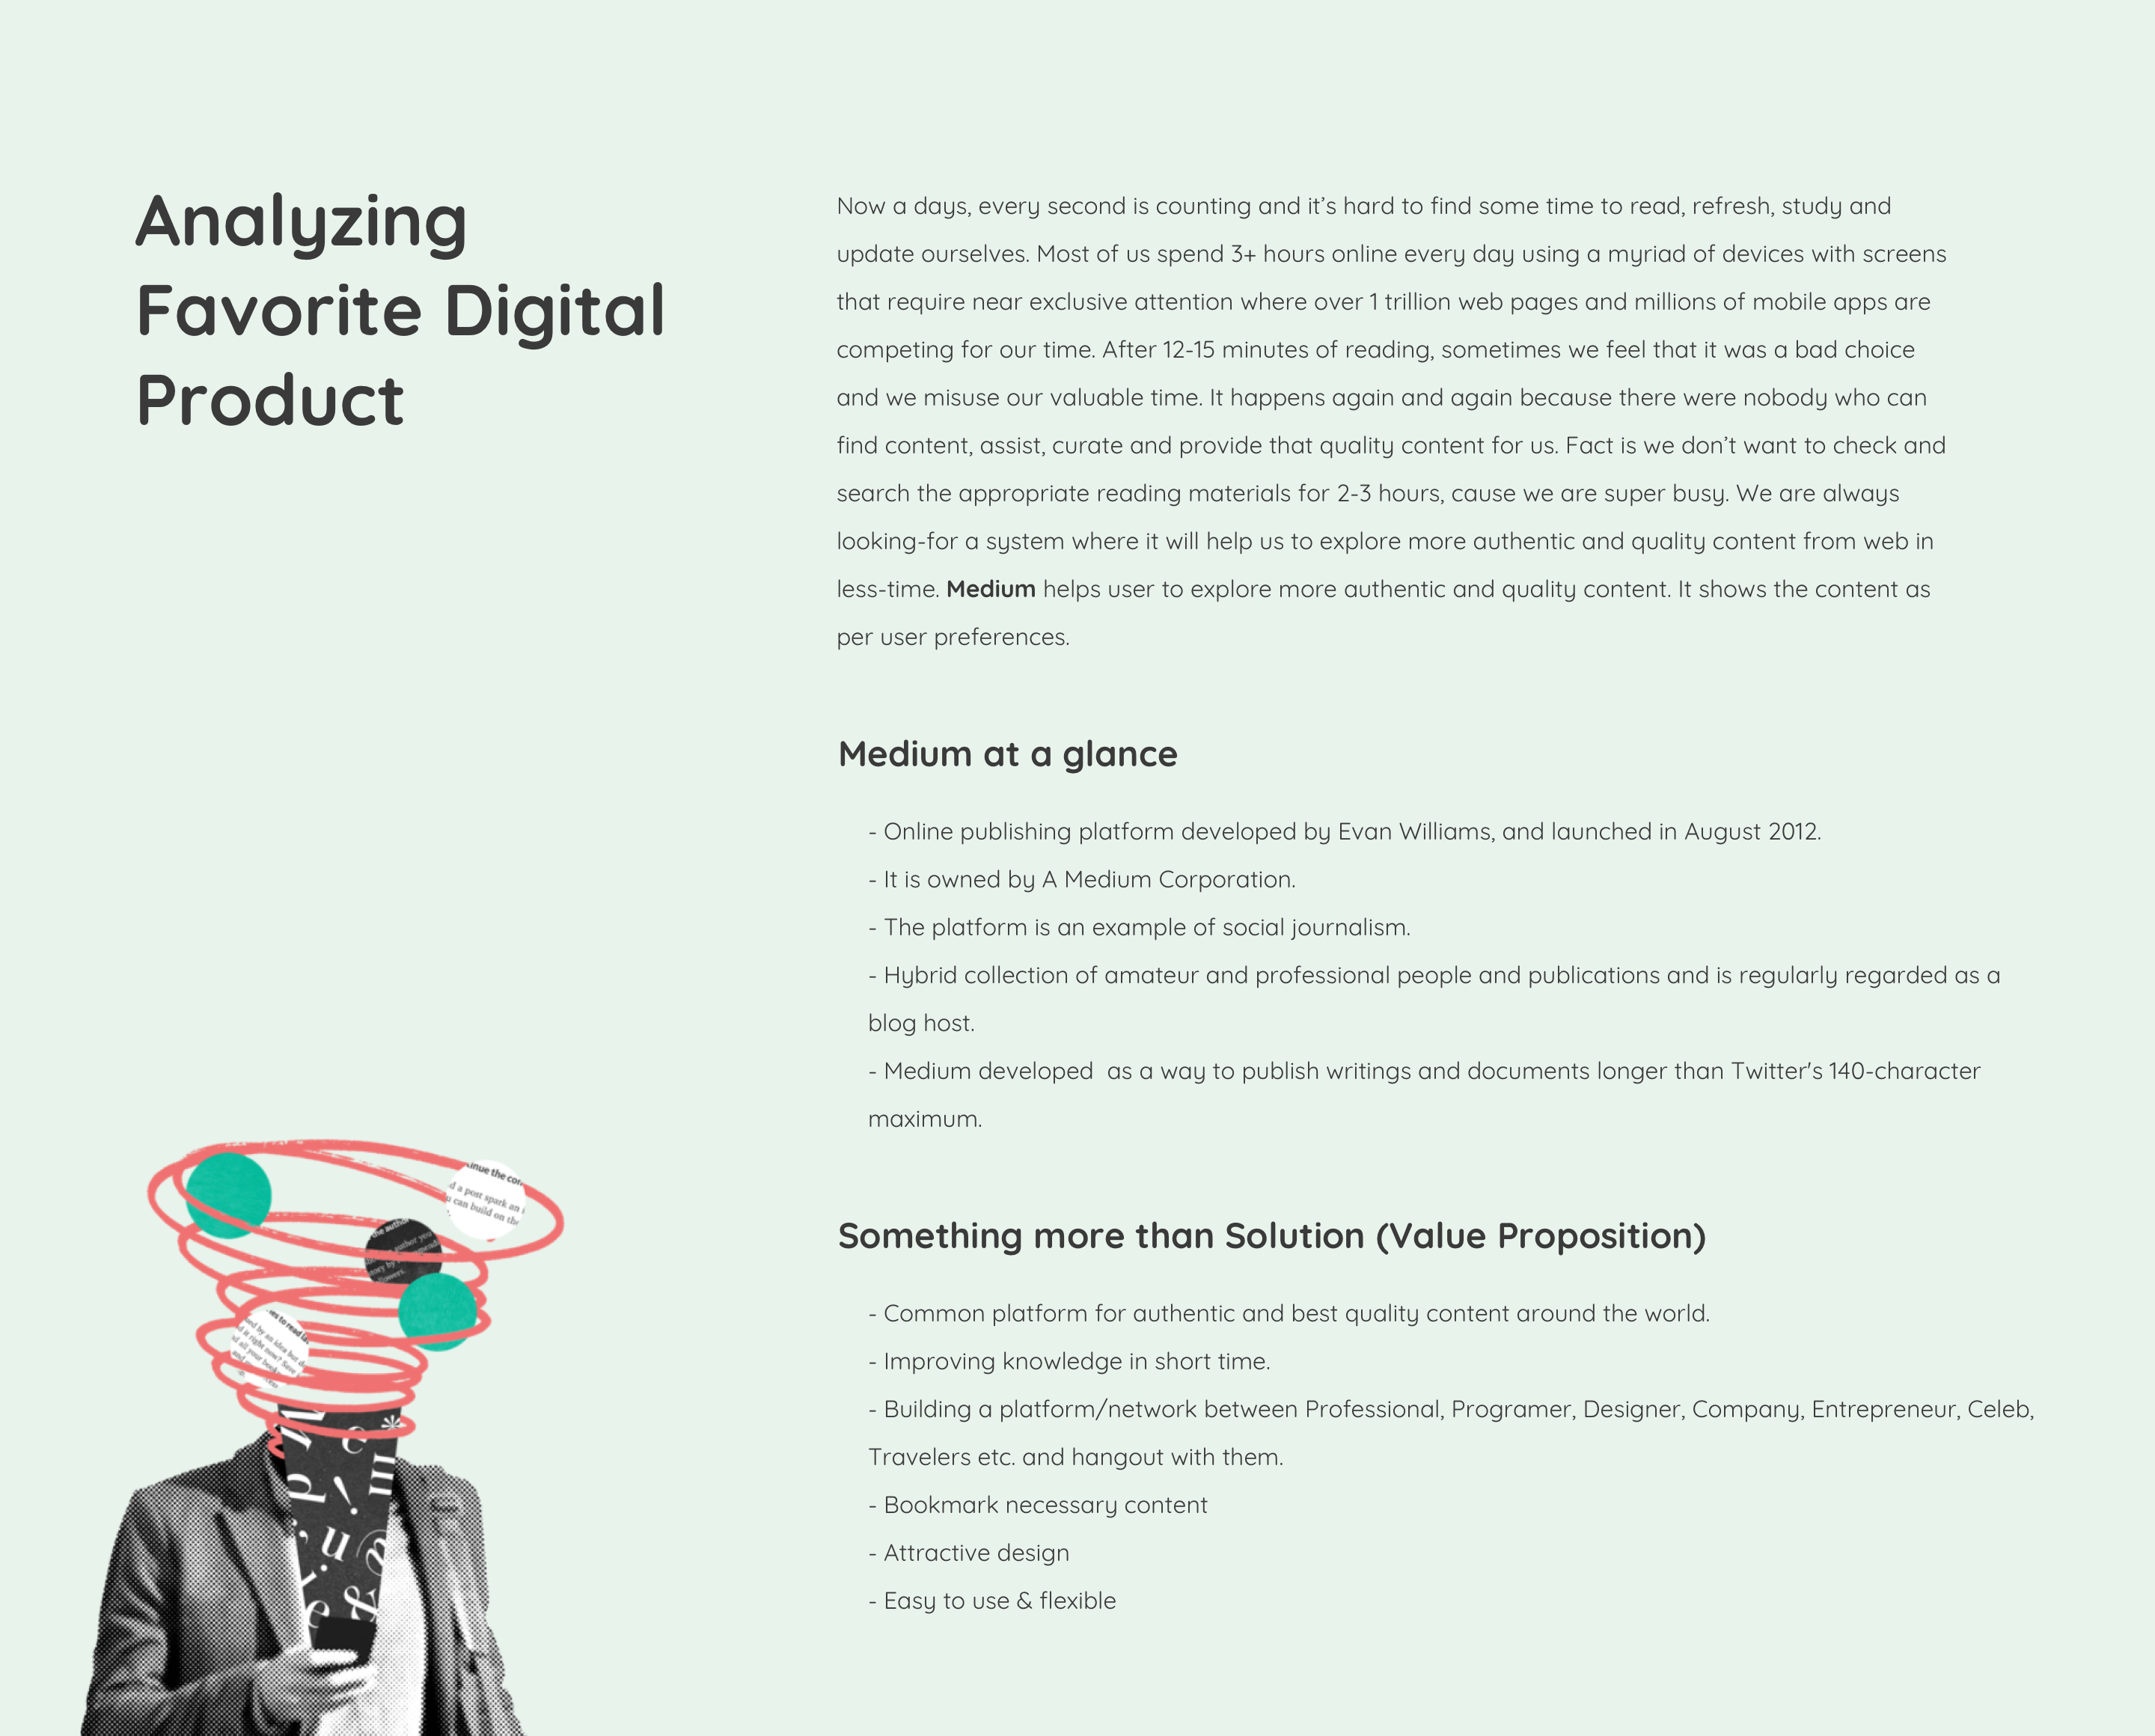 Analyzing
Favorite Digital
Product
Now a days, every second is counting and it’s hard to find some time to read, refresh, study and
update ourselves. Most of us spend 3+ hours online every day using a myriad of devices with screens
that require near exclusive attention where over 1 trillion web pages and millions of mobile apps are
competing for our time. After 12-15 minutes of reading, sometimes we feel that it was a bad choice
and we misuse our valuable time. It happens again and again because there were nobody who can
find content, assist, curate and provide that quality content for us. Fact is we don’t want to check and
search the appropriate reading materials for 2-3 hours, cause we are super busy. We are always
looking-for a system where it will help us to explore more authentic and quality content from web in
less-time. Medium helps user to explore more authentic and quality content. It shows the content as
per user preferences.
Medium at a glance
- Online publishing platform developed by Evan Williams, and launched in August 2012.
- It is owned by A Medium Corporation.
- The platform is an example of social journalism.
- Hybrid collection of amateur and professional people and publications and is regularly regarded as a
blog host.
- Medium developed  as a way to publish writings and documents longer than Twitter's 140-character
maximum.
Something more than Solution (Value Proposition)
- Common platform for authentic and best quality content around the world.
- Improving knowledge in short time.
- Building a platform/network between Professional, Programer, Designer, Company, Entrepreneur, Celeb,
Travelers etc. and hangout with them.
- Bookmark necessary content
- Attractive design
- Easy to use & flexible
the
a post spark an
can build on